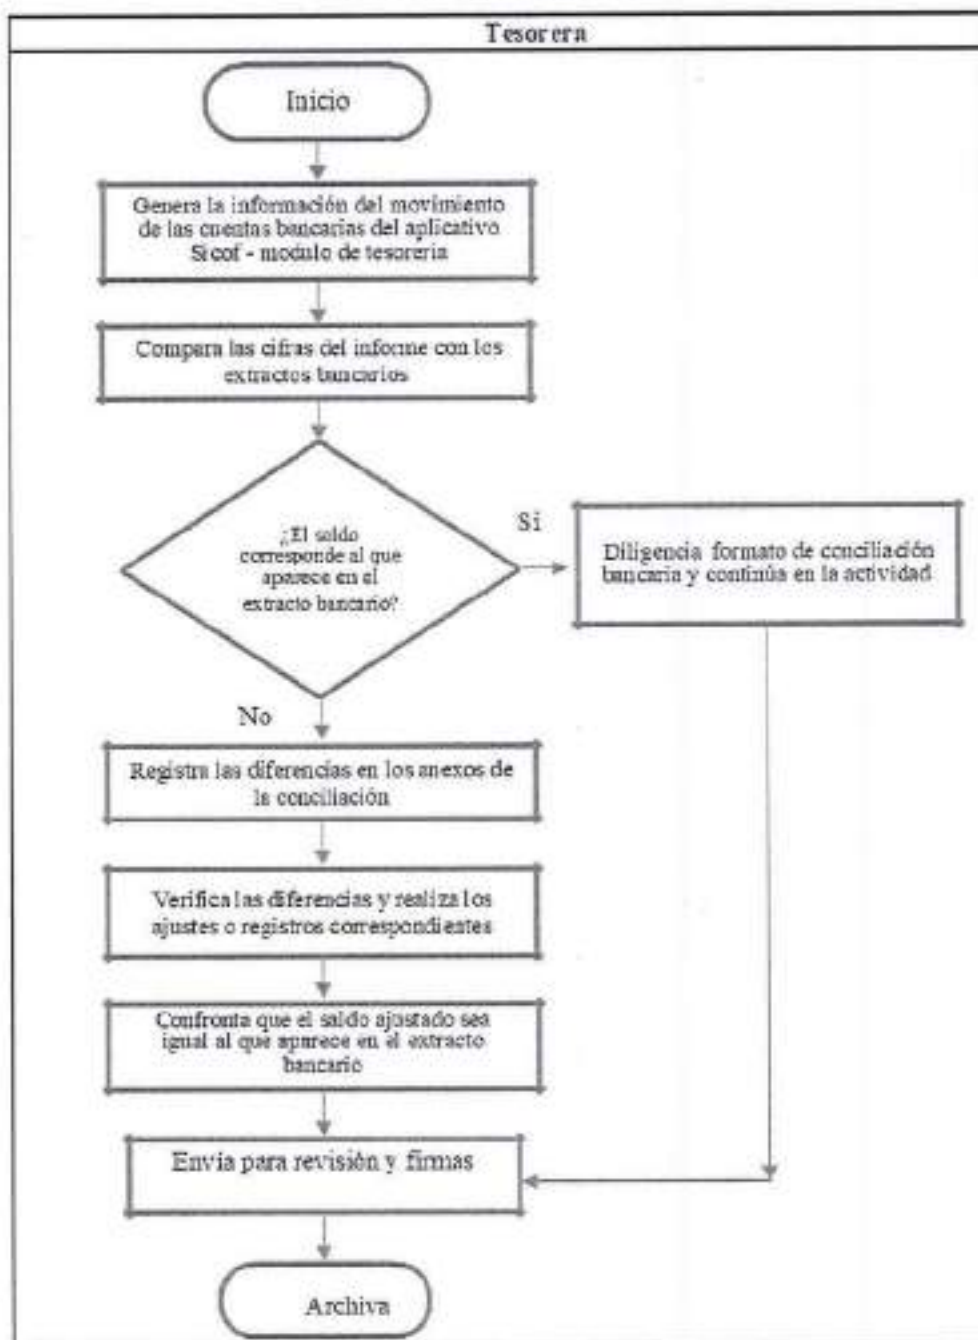 Tesorera
Inicio
Genera la información del movimiento
de las cuentas bancarias del aplicativo
Sicof - modulo de tesoreria
Compara las cifras del informe con los
extractos bancarios
¿El saldo
corresponde al que
aparece en el
extracto bancario?
Si
Diligencia formato de conciliación
bancaria y continúa en la actividad
No
Registra las diferencias en los anexos de
la conciliación
Verifica las diferencias y realiza los
ajustes o registros correspondientes
Confronta que el saldo ajustado sea
igual al que aparece en el extracto
bancario
Envía para revisión y firmas
Archiva